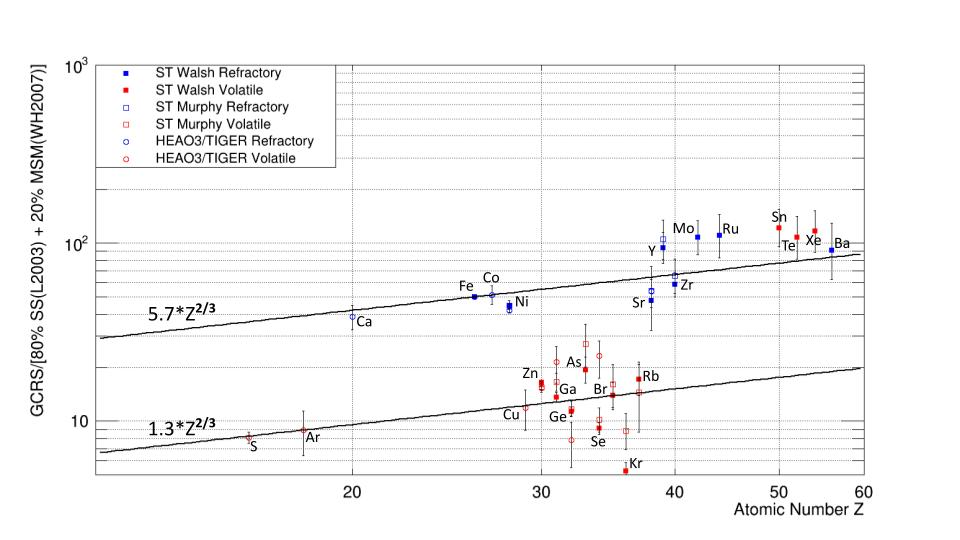 GCRS/[80% SS(L2003) + 20% MSM(WH2007)]
10³
ST Walsh Refractory
ST Walsh Volatile
ST Murphy Refractory
ST Murphy Volatile
HEAO3/TIGER Refractory
HEAO3/TIGER Volatile
Sn
Mo
Ru
10²
Y
Te
Xe
Ba
Fe
Co
Zr
Sr
Ni
5.7*Z^2/3
Ca
As
Zn
Rb
Ga
Br
Cu
Ge
10
1.3*Z^2/3
Ar
S
Se
Kr
20
30
40
50
60
Atomic Number Z